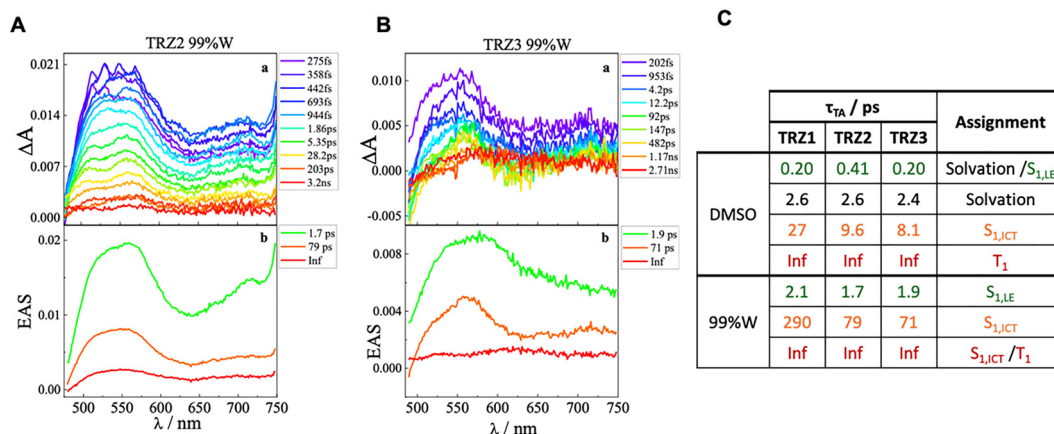 A
TRZ2 99%W
a
0.021
0.014
0.007
0.000
ΔA
275fs
358fs
442fs
693fs
944fs
1.86ps
5.35ps
28.2ps
203ps
3.2ns
b
0.02
0.01
0.00
EAS
1.7 ps
79 ps
Inf
500 550 600 650 700 750
λ / nm
B
TRZ3 99%W
a
0.010
0.005
0.000
-0.005
ΔA
202fs
953fs
4.2ps
12.2ps
92ps
147ps
482ps
1.17ns
2.71ns
b
0.008
0.004
0.000
EAS
1.9 ps
71 ps
Inf
500 550 600 650 700 750
λ / nm
C
τTA / ps Assignment
TRZ1 TRZ2 TRZ3
DMSO
0.20 0.41 0.20 Solvation /S1,LE
2.6 2.6 2.4 Solvation
27 9.6 8.1 S1,ICT
Inf Inf Inf T1
99%W
2.1 1.7 1.9 S1,LE
290 79 71 S1,ICT
Inf Inf Inf S1,ICT /T1